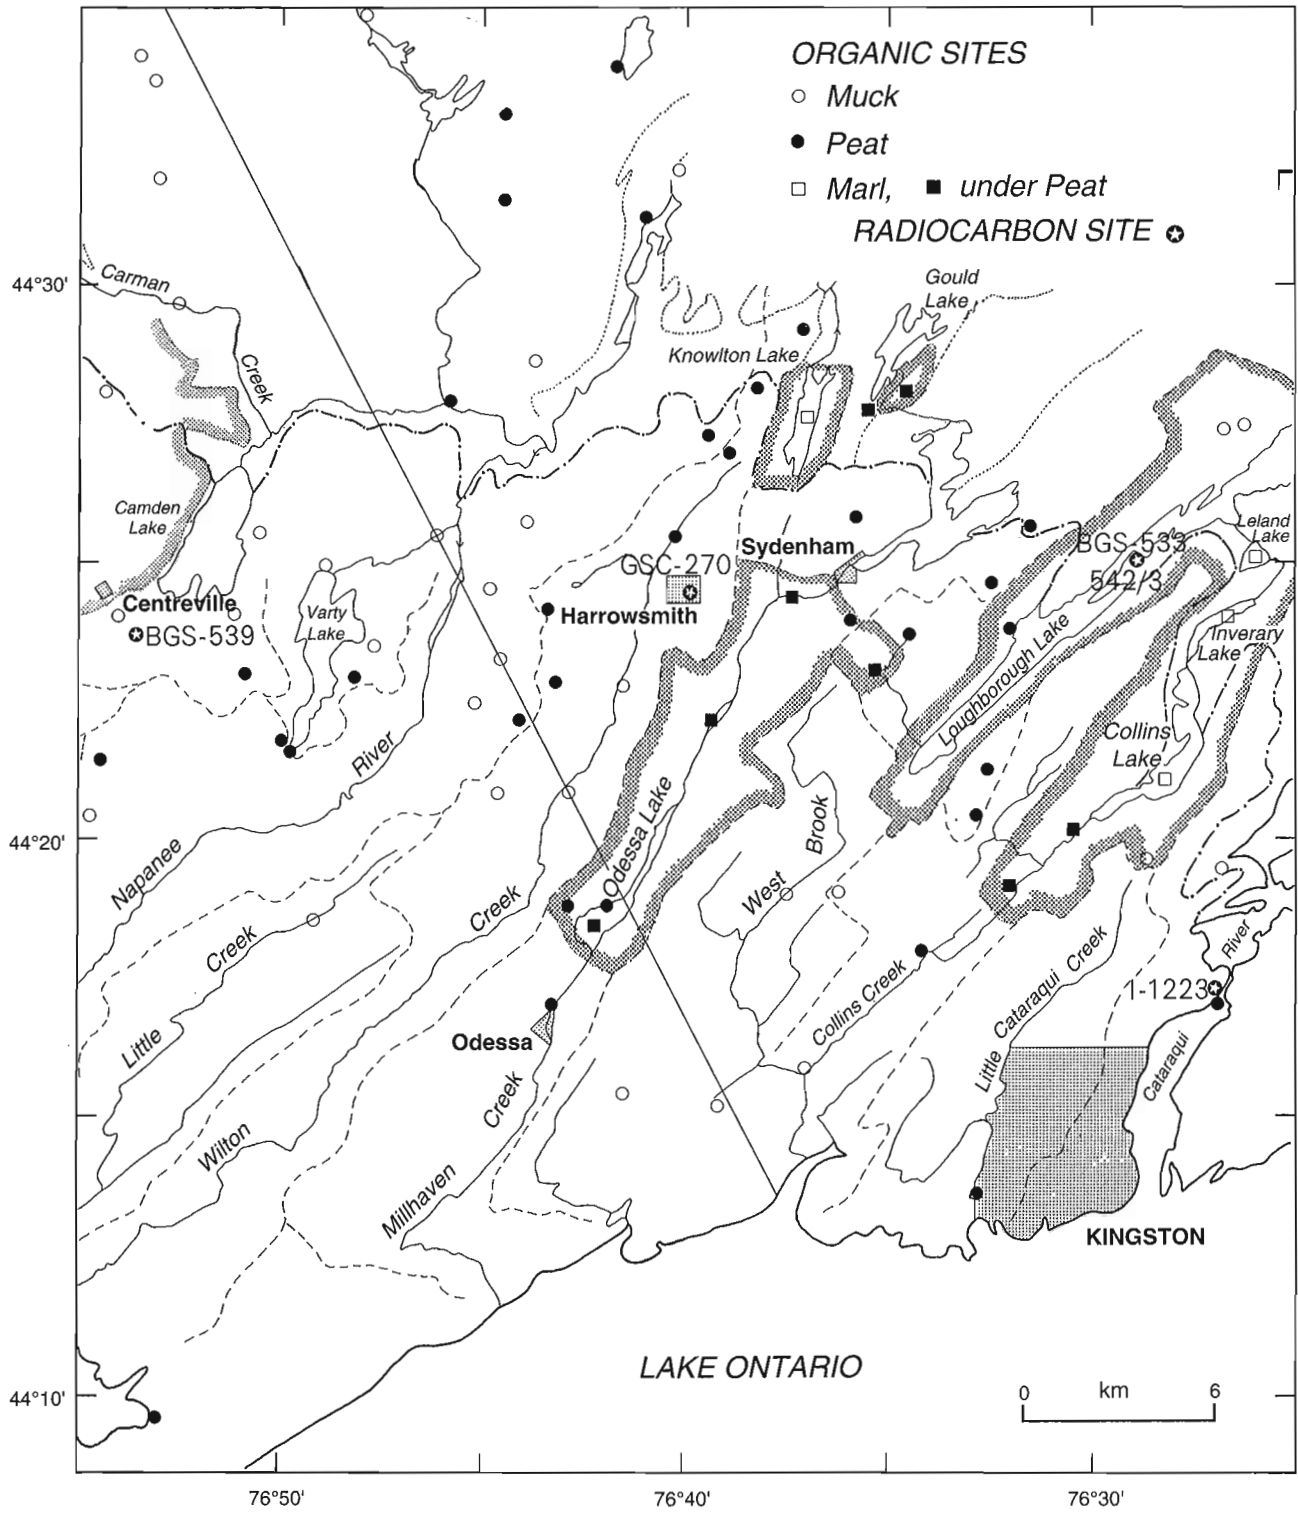 ORGANIC SITES
Muck
Peat
Marl, under Peat
RADIOCARBON SITE
Gould
Lake
44°30'
Carman
Creek
Knowlton Lake
Camden
Lake
Leland
Lake
BGS-533
542/3
Sydenham
GSC-270
Harrowsmith
Centreville
BGS-539
Varty
Lake
Inverary
Lake
Loughborough Lake
Collins
Lake
River
Napanee
Odessa Lake
Brook
West
44°20'
Creek
Wilton
Creek
Little
Collins Creek
Little Cataraqui Creek
River
Cataraqui
1-1223
Odessa
Creek
Millhaven
KINGSTON
LAKE ONTARIO
0 km 6
44°10'
76°50' 76°40' 76°30'